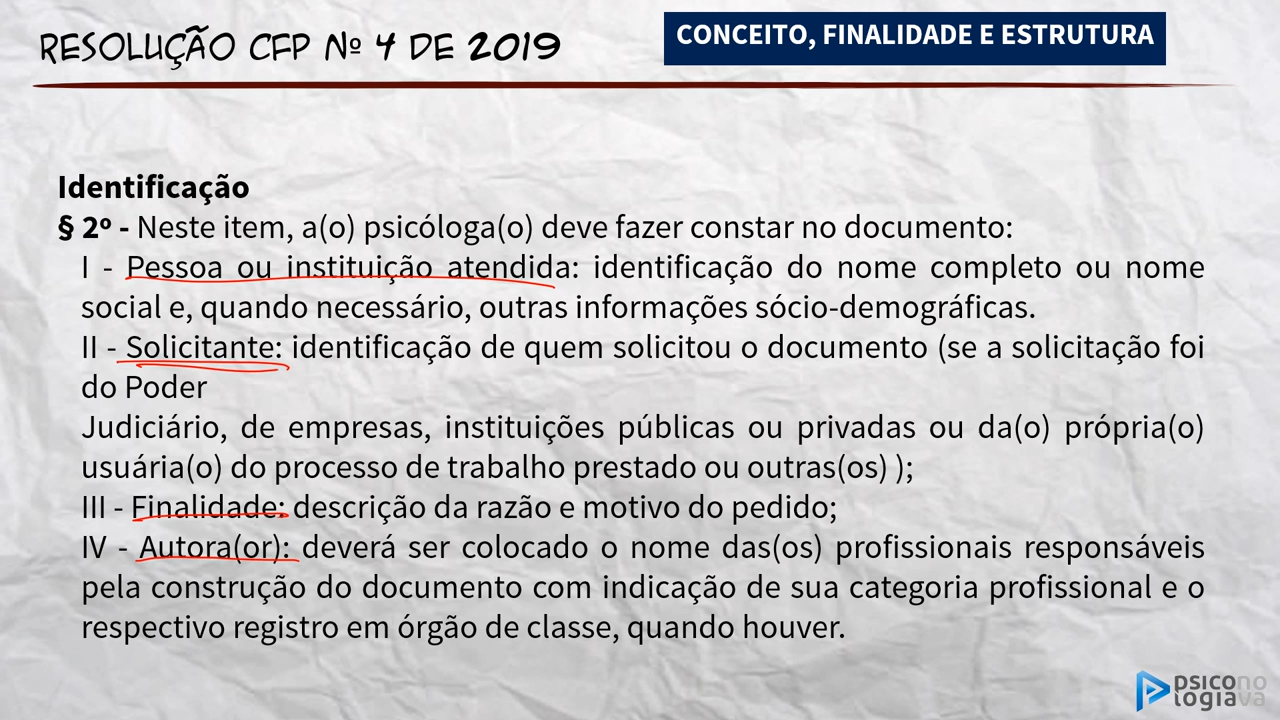 RESOLUÇÃO CFP Nº 4 DE 2019
CONCEITO, FINALIDADE E ESTRUTURA
Identificação
§ 2º - Neste item, a(o) psicóloga(o) deve fazer constar no documento:
I - Pessoa ou instituição atendida: identificação do nome completo ou nome
social e, quando necessário, outras informações sócio-demográficas.
II - Solicitante: identificação de quem solicitou o documento (se a solicitação foi
do Poder
Judiciário, de empresas, instituições públicas ou privadas ou da(o) própria(o)
usuária(o) do processo de trabalho prestado ou outras(os) );
III - Finalidade: descrição da razão e motivo do pedido;
IV - Autora(or): deverá ser colocado o nome das(os) profissionais responsáveis
pela construção do documento com indicação de sua categoria profissional e o
respectivo registro em órgão de classe, quando houver.
psicono
logiava